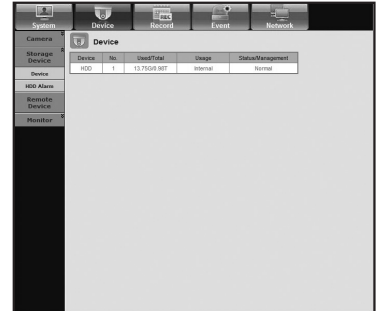 System Device Record Event Network
Camera
Device
Storage
Device
Device No. Used/Total Usage Status/Management
HDD 1 13.75G/0.98T Internal Normal
Device
HDD Alarm
Remote
Device
Monitor